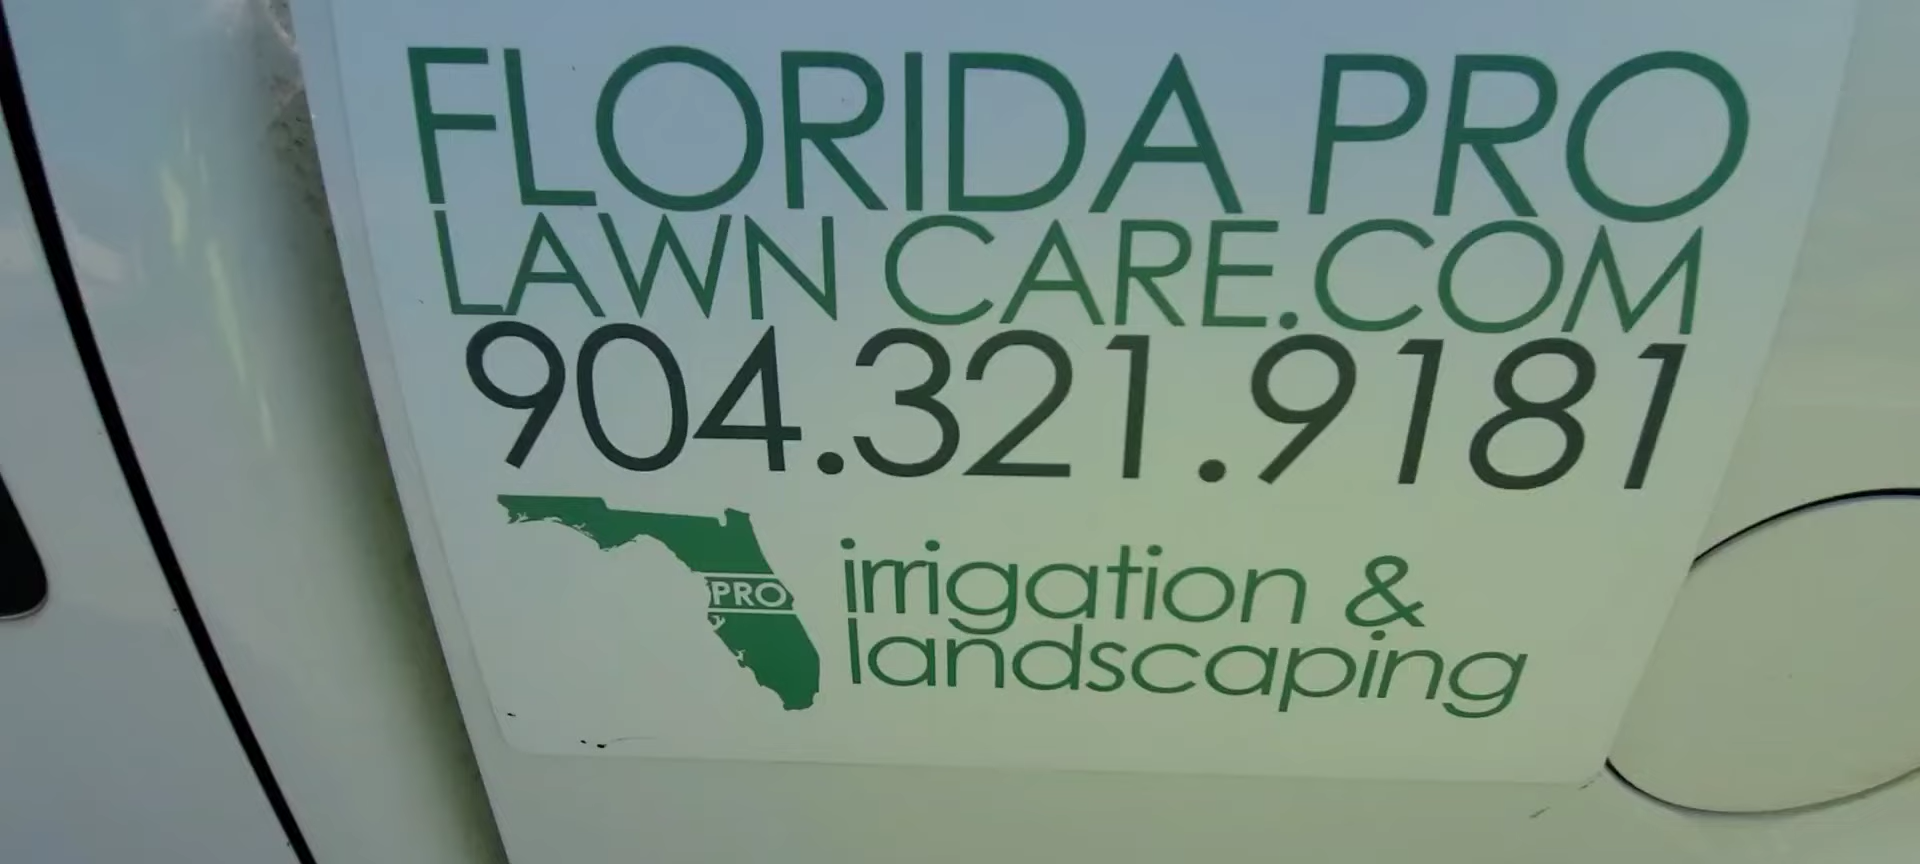 FLORIDA PRO
LAWN CARE.COM
904.321.9181
PRO
irrigation &
landscaping